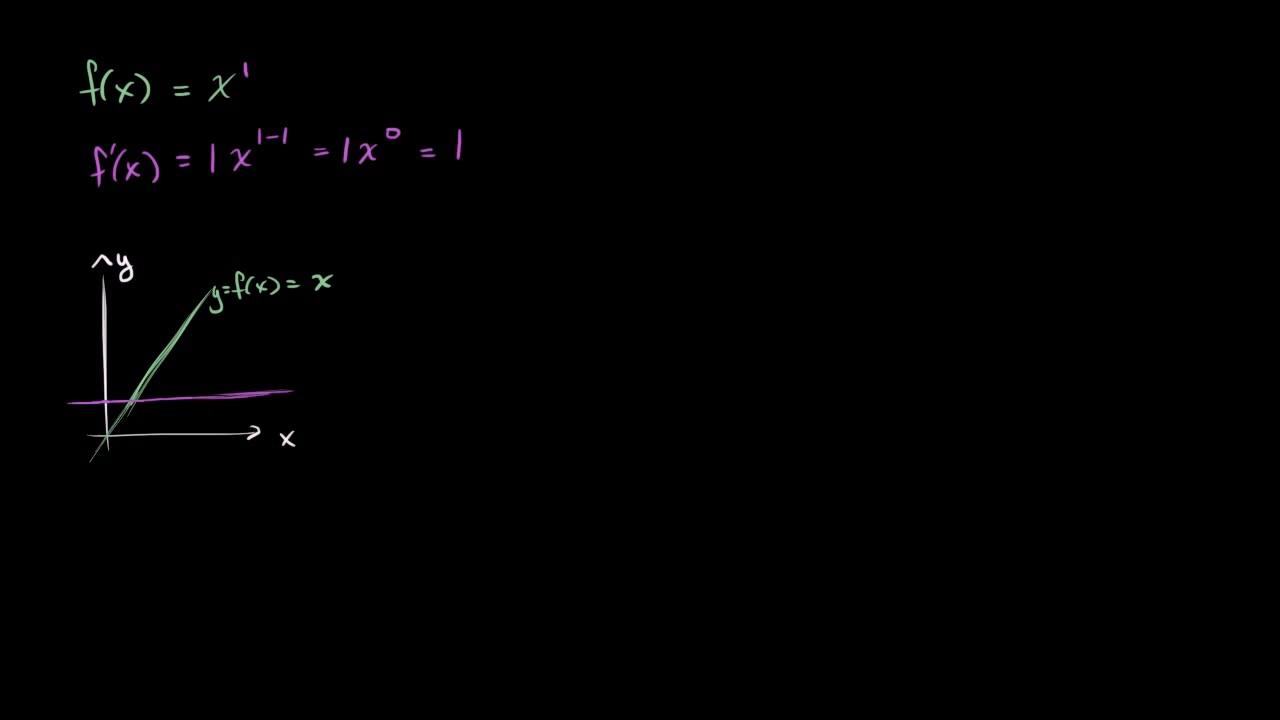 f(x) = x¹
f'(x) = 1x¹⁻¹ = 1x⁰ = 1
y
y=f(x) = x
x